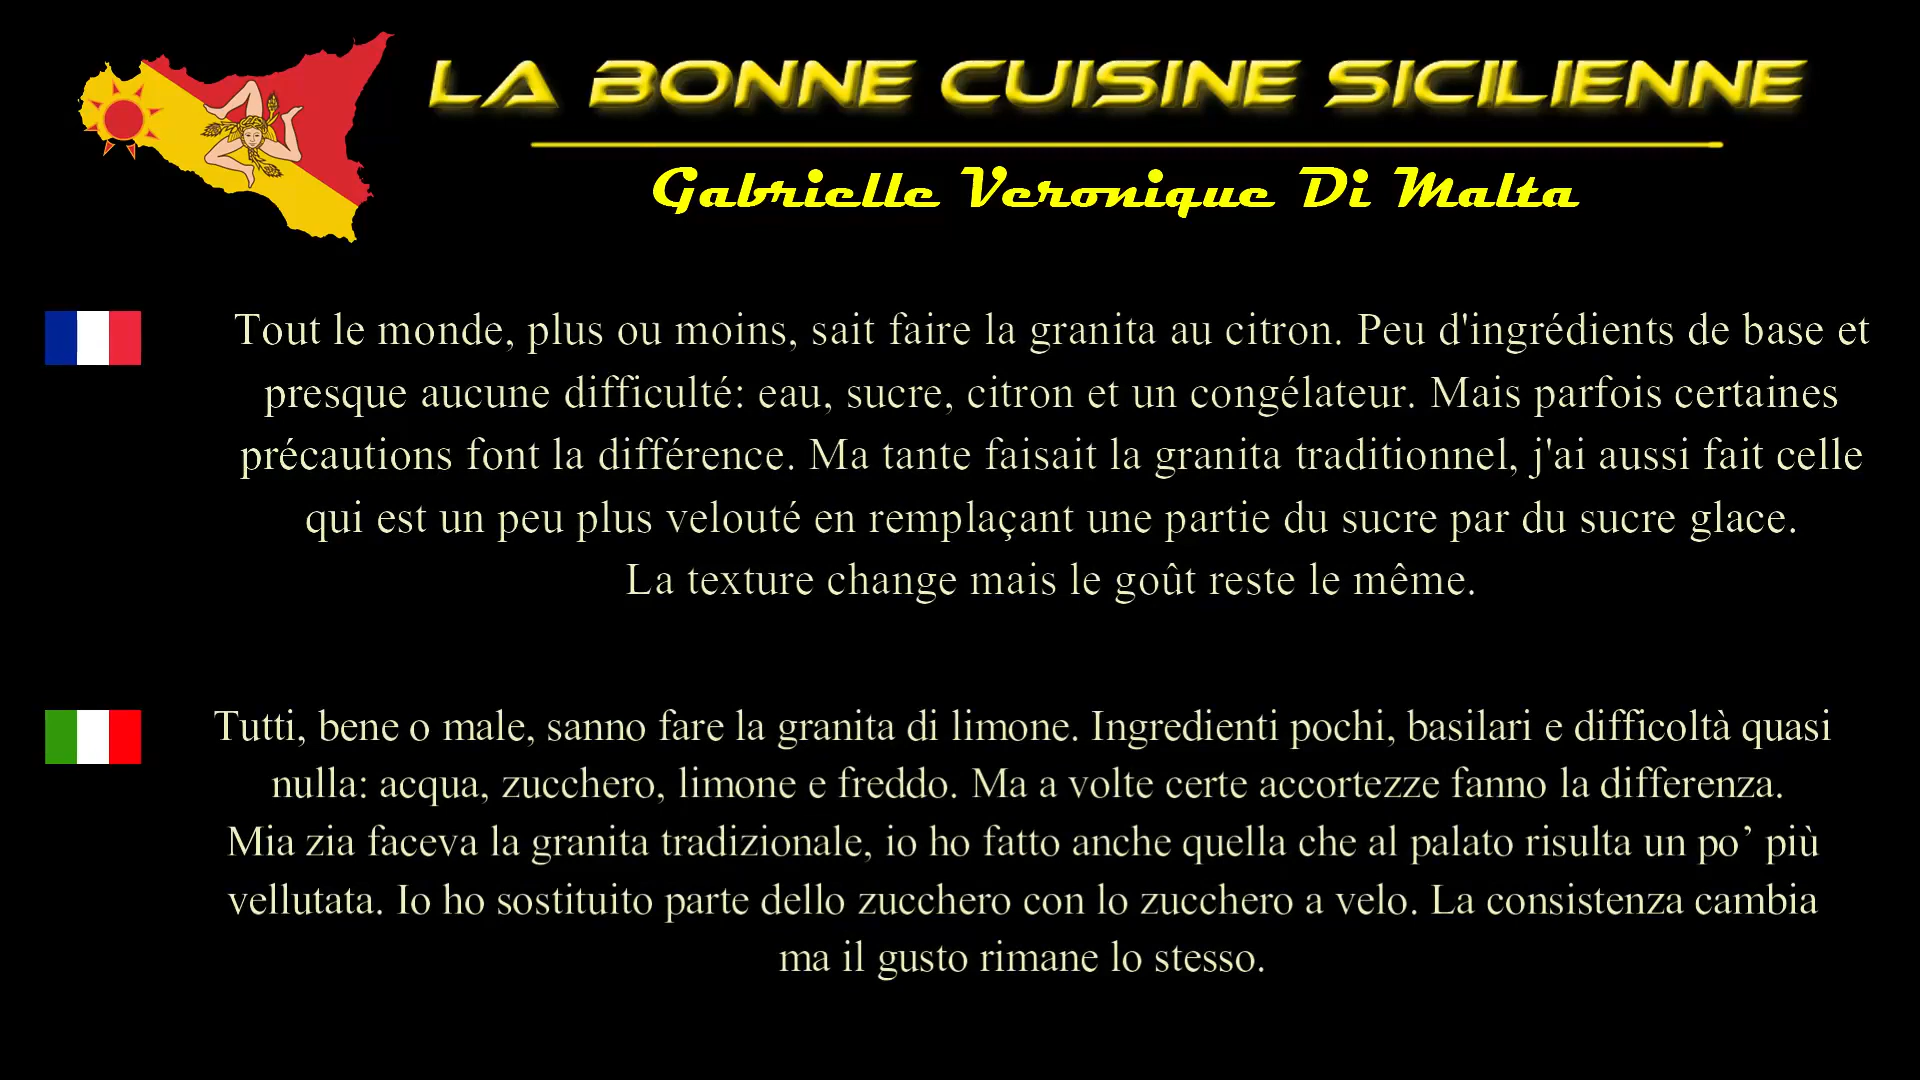 LA BONNE CUISINE SICILIENNE
Gabrielle Veronique Di Malta
Tout le monde, plus ou moins, sait faire la granita au citron. Peu d'ingrédients de base et
presque aucune difficulté: eau, sucre, citron et un congélateur. Mais parfois certaines
précautions font la différence. Ma tante faisait la granita traditionnel, j'ai aussi fait celle
qui est un peu plus velouté en remplaçant une partie du sucre par du sucre glace.
La texture change mais le goût reste le même.
Tutti, bene o male, sanno fare la granita di limone. Ingredienti pochi, basilari e difficoltà quasi
nulla: acqua, zucchero, limone e freddo. Ma a volte certe accortezze fanno la differenza.
Mia zia faceva la granita tradizionale, io ho fatto anche quella che al palato risulta un po’ più
vellutata. Io ho sostituito parte dello zucchero con lo zucchero a velo. La consistenza cambia
ma il gusto rimane lo stesso.